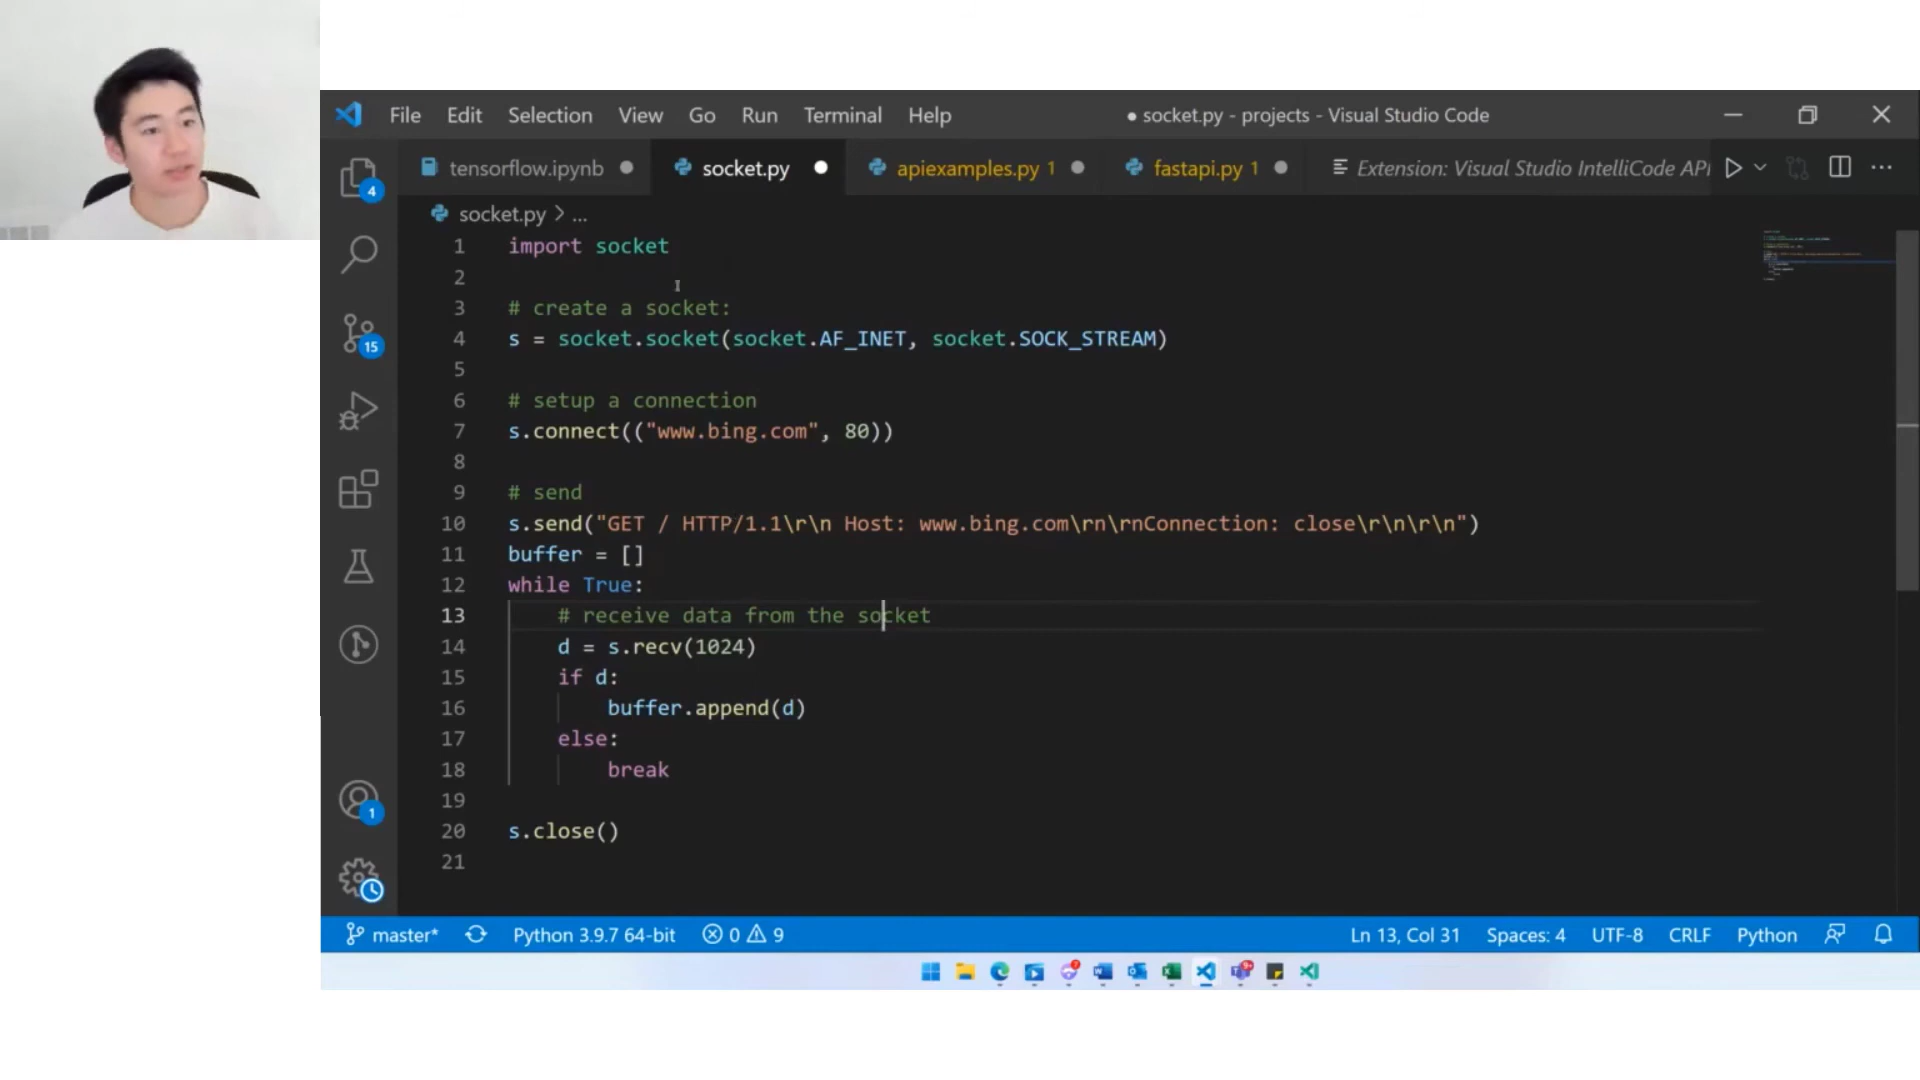 File Edit Selection View Go Run Terminal Help ● socket.py - projects - Visual Studio Code
tensorflow.ipynb socket.py apiexamples.py 1 fastapi.py 1 Extension: Visual Studio IntelliCode API
socket.py > ...
1 import socket
2
3 # create a socket:
4 s = socket.socket(socket.AF_INET, socket.SOCK_STREAM)
5
6 # setup a connection
7 s.connect(("www.bing.com", 80))
8
9 # send
10 s.send("GET / HTTP/1.1\r\n Host: www.bing.com\rn\rnConnection: close\r\n\r\n")
11 buffer = []
12 while True:
13 # receive data from the socket
14 d = s.recv(1024)
15 if d:
16 buffer.append(d)
17 else:
18 break
19
20 s.close()
21
4
15
1
master* Python 3.9.7 64-bit 0 9 Ln 13, Col 31 Spaces: 4 UTF-8 CRLF Python